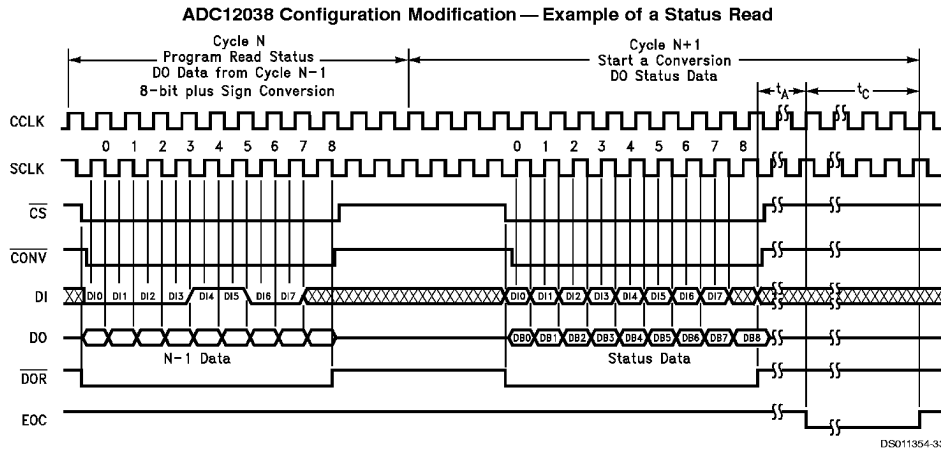 ADC12038 Configuration Modification — Example of a Status Read
Cycle N
Program Read Status
DO Data from Cycle N-1
8-bit plus Sign Conversion
Cycle N+1
Start a Conversion
DO Status Data
tA
tC
CCLK
0 1 2 3 4 5 6 7 8 0 1 2 3 4 5 6 7 8
SCLK
CS
CONV
DI DI0 DI1 DI2 DI3 DI4 DI5 DI6 DI7 DI0 DI1 DI2 DI3 DI4 DI5 DI6 DI7
DO DB0 DB1 DB2 DB3 DB4 DB5 DB6 DB7 DB8
N-1 Data Status Data
DOR
EOC
DS011354-33